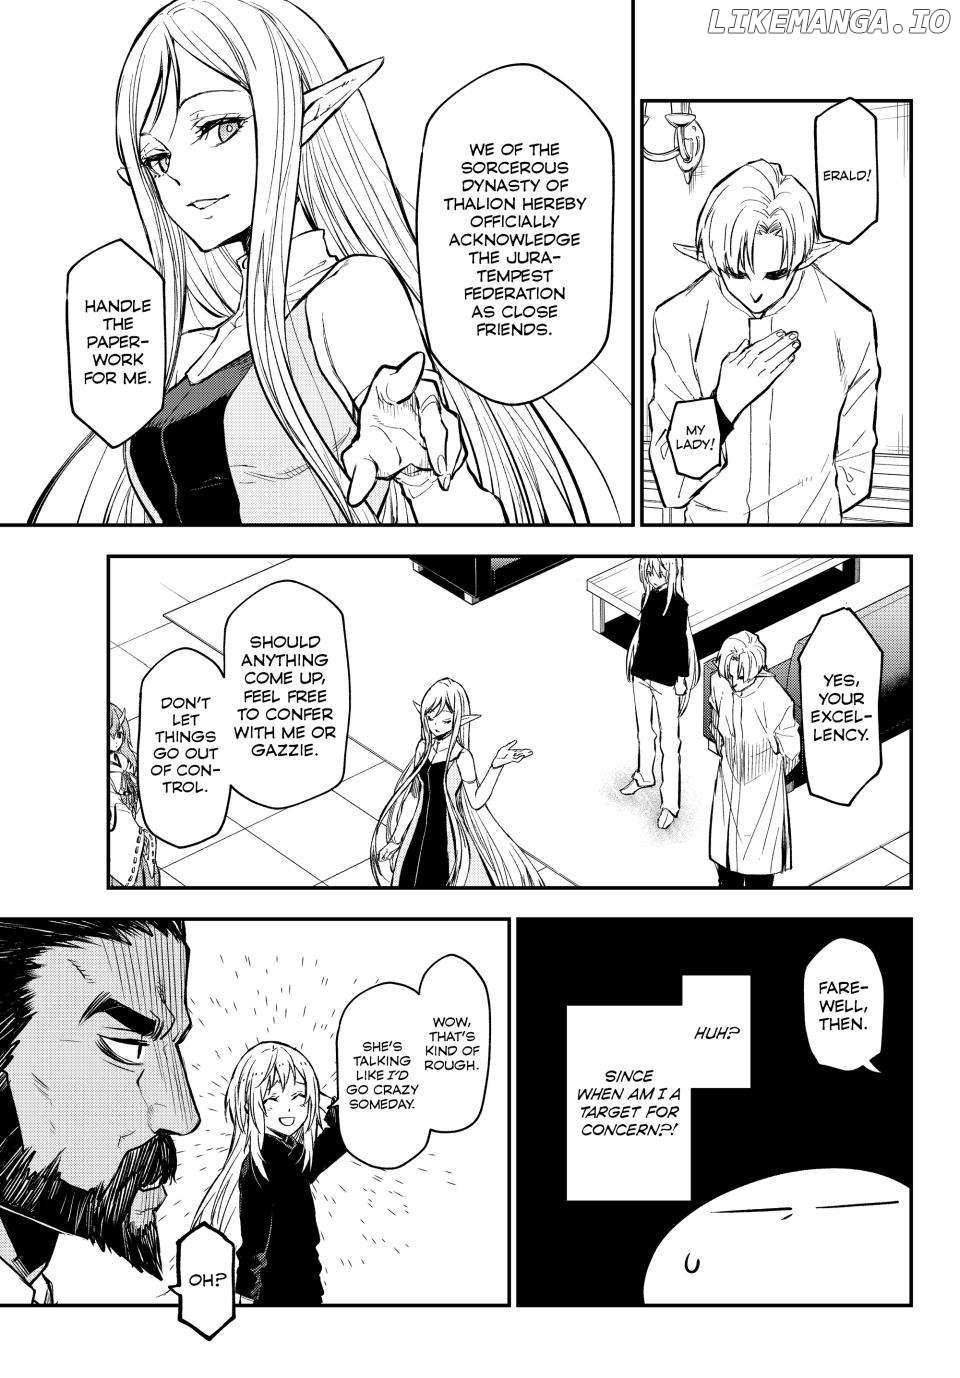 LIKEMANGA.IO
ERALD!
MY
LADY!
WE OF THE
SORCEROUS
DYNASTY OF
THALION HEREBY
OFFICIALLY
ACKNOWLEDGE
THE JURA-
TEMPEST
FEDERATION
AS CLOSE
FRIENDS.
HANDLE
THE
PAPER-
WORK
FOR ME.
YES,
YOUR
EXCEL-
LENCY.
SHOULD
ANYTHING
COME UP,
FEEL FREE
TO CONFER
WITH ME OR
GAZZIE.
DON'T
LET
THINGS
GO OUT
OF CON-
TROL.
FARE-
WELL,
THEN.
HUH?
SINCE
WHEN AM I A
TARGET FOR
CONCERN?!
WOW,
THAT'S
KIND OF
ROUGH.
SHE'S
TALKING
LIKE I'D
GO CRAZY
SOMEDAY.
OH?